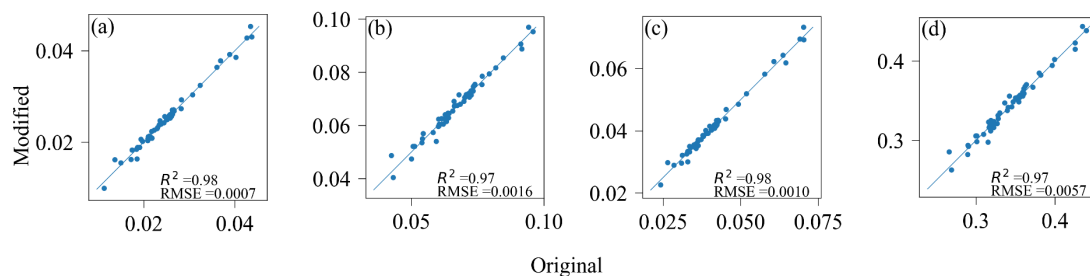 (a)
0.04
0.02
R² =0.98
RMSE =0.0007
0.02 0.04
Modified
(b)
0.10
0.08
0.06
0.04
R² =0.97
RMSE =0.0016
0.05 0.10
(c)
0.06
0.04
0.02
R² =0.98
RMSE =0.0010
0.025 0.050 0.075
(d)
0.4
0.3
R² =0.97
RMSE =0.0057
0.3 0.4
Original